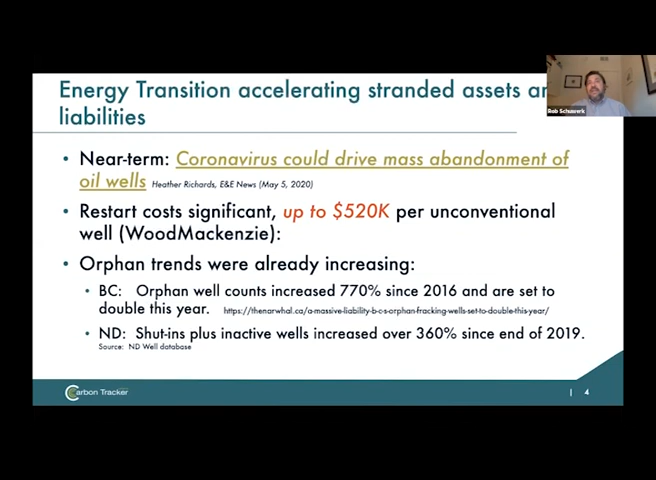 Energy Transition accelerating stranded assets
liabilities
• Near-term: Coronavirus could drive mass abandonment of
oil wells Heather Richards, E&E News (May 5, 2020)
• Restart costs significant, up to $520K per unconventional
well (WoodMackenzie):
• Orphan trends were already increasing:
• BC: Orphan well counts increased 770% since 2016 and are set to
double this year. https://thenarwhal.ca/a-massive-liability-b-c-s-orphan-fracking-wells-set-to-double-this-year/
• ND: Shut-ins plus inactive wells increased over 360% since end of 2019.
Source: ND Well database
Carbon Tracker
| 4
Rob Schuwerk